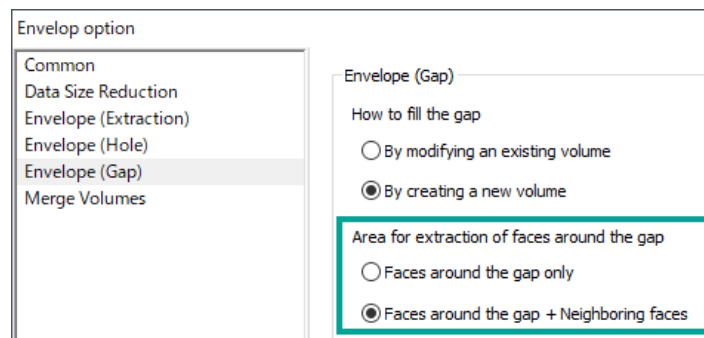 Envelop option
Common
Data Size Reduction
Envelope (Extraction)
Envelope (Hole)
Envelope (Gap)
Merge Volumes
Envelope (Gap)
How to fill the gap
By modifying an existing volume
By creating a new volume
Area for extraction of faces around the gap
Faces around the gap only
Faces around the gap + Neighboring faces